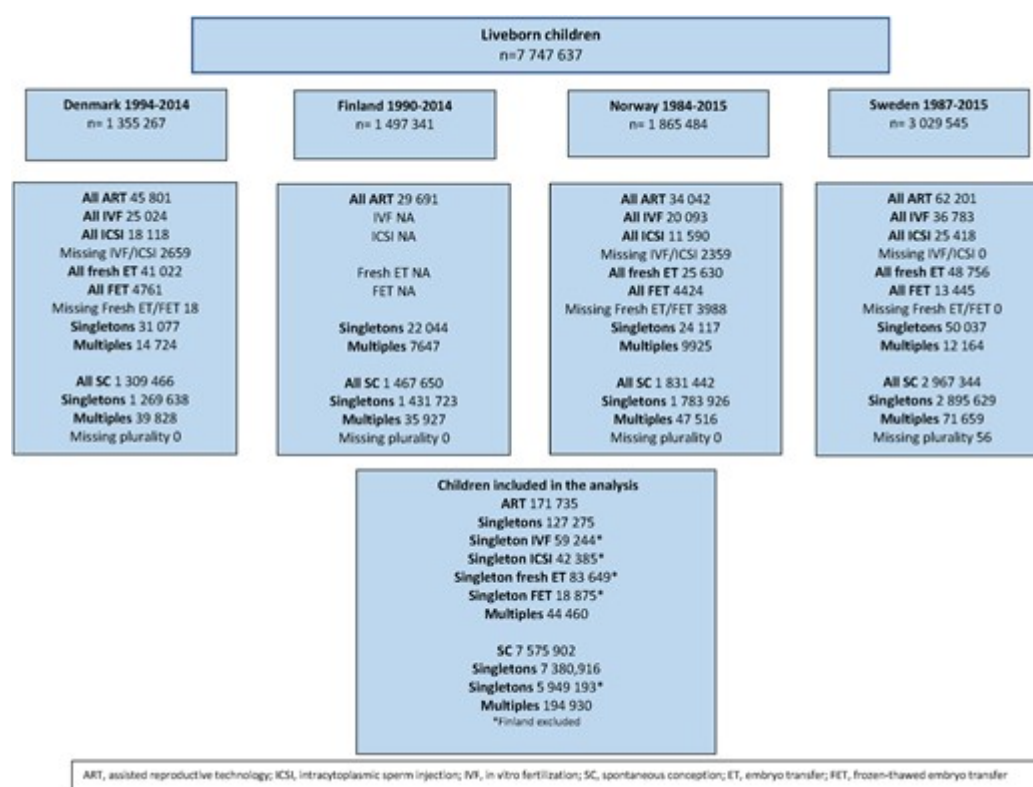 Liveborn children
n=7 747 637
Denmark 1994-2014
n= 1 355 267
Finland 1990-2014
n= 1 497 341
Norway 1984-2015
n= 1 865 484
Sweden 1987-2015
n= 3 029 545
All ART 45 801
All IVF 25 024
All ICSI 18 118
Missing IVF/ICSI 2659
All fresh ET 41 022
All FET 4761
Missing Fresh ET/FET 18
Singletons 31 077
Multiples 14 724
All SC 1 309 466
Singletons 1 269 638
Multiples 39 828
Missing plurality 0
All ART 29 691
IVF NA
ICSI NA
Fresh ET NA
FET NA
Singletons 22 044
Multiples 7647
All SC 1 467 650
Singletons 1 431 723
Multiples 35 927
Missing plurality 0
All ART 34 042
All IVF 20 093
All ICSI 11 590
Missing IVF/ICSI 2359
All fresh ET 25 630
All FET 4424
Missing Fresh ET/FET 3988
Singletons 24 117
Multiples 9925
All SC 1 831 442
Singletons 1 783 926
Multiples 47 516
Missing plurality 0
All ART 62 201
All IVF 36 783
All ICSI 25 418
Missing IVF/ICSI 0
All fresh ET 48 756
All FET 13 445
Missing Fresh ET/FET 0
Singletons 50 037
Multiples 12 164
All SC 2 967 344
Singletons 2 895 629
Multiples 71 659
Missing plurality 56
Children included in the analysis
ART 171 735
Singletons 127 275
Singleton IVF 59 244*
Singleton ICSI 42 385*
Singleton fresh ET 83 649*
Singleton FET 18 875*
Multiples 44 460
SC 7 575 902
Singletons 7 380,916
Singletons 5 949 193*
Multiples 194 930
*Finland excluded
ART, assisted reproductive technology; ICSI, intracytoplasmic sperm injection; IVF, in vitro fertilization; SC, spontaneous conception; ET, embryo transfer; FET, frozen-thawed embryo transfer